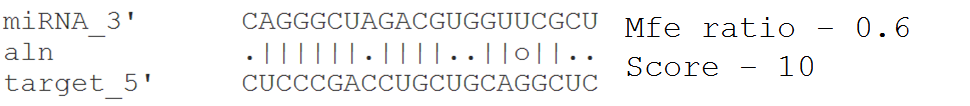 miRNA_3'     CAGGGCUAGACGUGGUUCGCU   Mfe ratio – 0.6
aln          .||||||.||||..||o||..   Score – 10
target_5'    CUCCCGACCUGCUGCAGGCUC